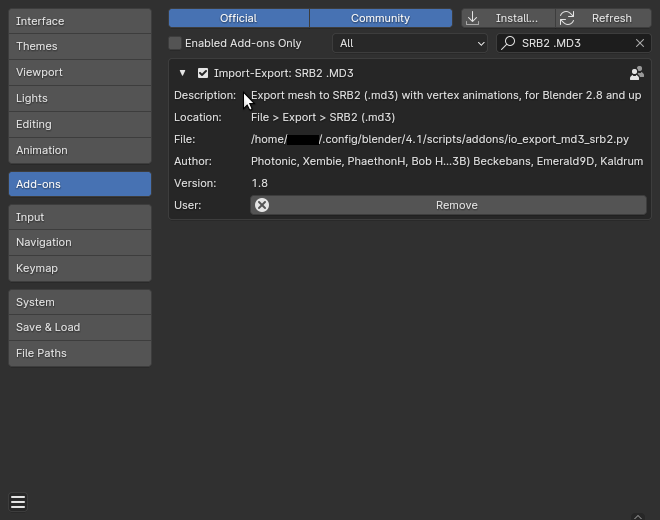 Interface
Themes
Viewport
Lights
Editing
Animation
Add-ons
Input
Navigation
Keymap
System
Save & Load
File Paths
Official Community Install... Refresh
Enabled Add-ons Only All SRB2 .MD3
Import-Export: SRB2 .MD3
Description: Export mesh to SRB2 (.md3) with vertex animations, for Blender 2.8 and up
Location: File > Export > SRB2 (.md3)
File: /home/ /.config/blender/4.1/scripts/addons/io_export_md3_srb2.py
Author: Photonic, Xembie, PhaethonH, Bob H...3B) Beckebans, Emerald9D, Kaldrum
Version: 1.8
User: Remove